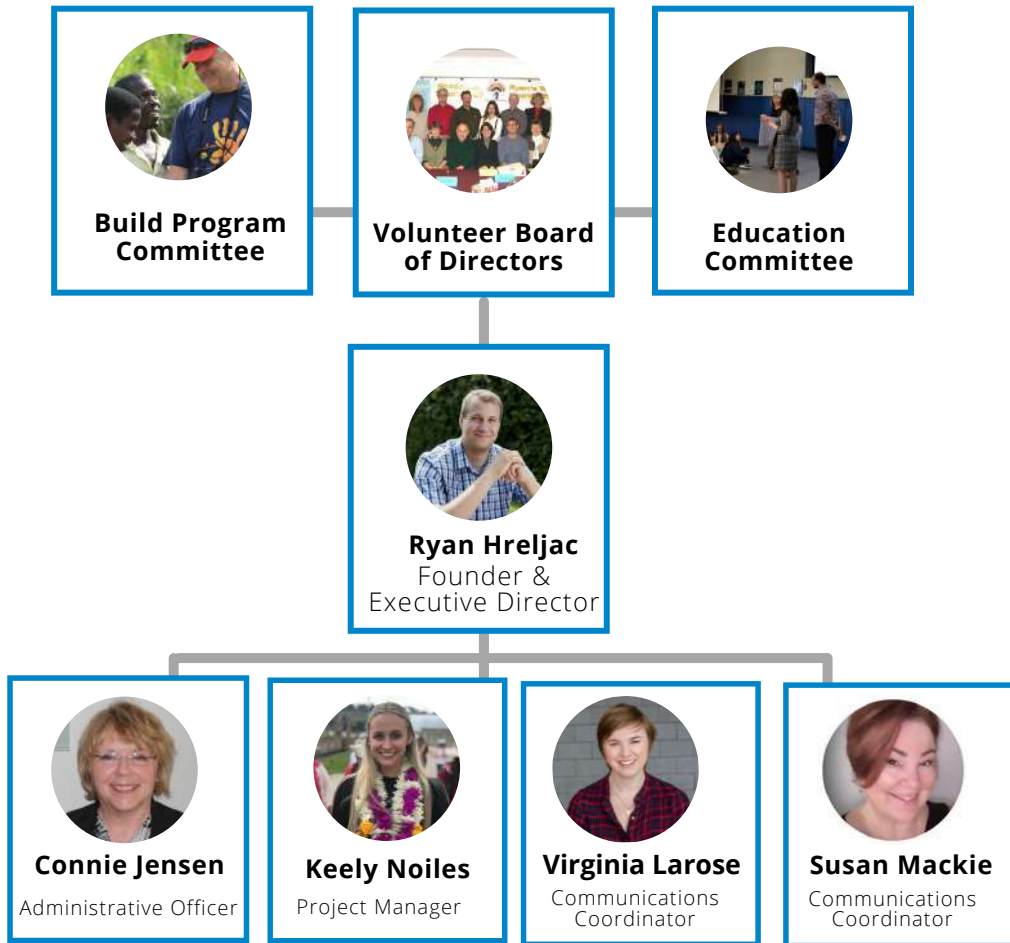 Build Program
Committee
Volunteer Board
of Directors
Education
Committee
Ryan Hreljac
Founder &
Executive Director
Connie Jensen
Administrative Officer
Keely Noiles
Project Manager
Virginia Larose
Communications
Coordinator
Susan Mackie
Communications
Coordinator